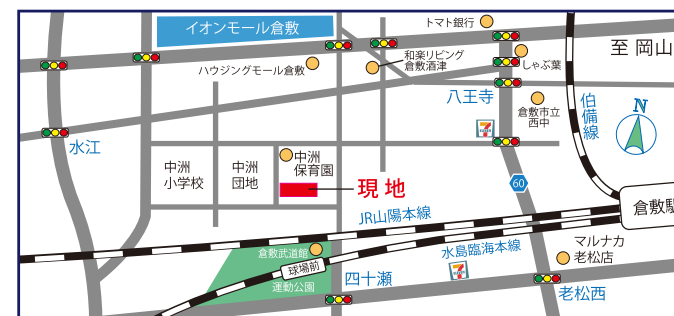 イオンモール倉敷
トマト銀行
至 岡山
和楽リビング
倉敷酒津
しゃぶ葉
ハウジングモール倉敷
八王寺
倉敷市立
西中
伯備線
N
7
ELEVEN
水江
中洲
小学校
中洲
団地
中洲
保育園
現地
60
JR山陽本線
倉敷駅
倉敷武道館
水島臨海本線
マルナカ
老松店
球場前
7
ELEVEN
運動公園
四十瀬
老松西